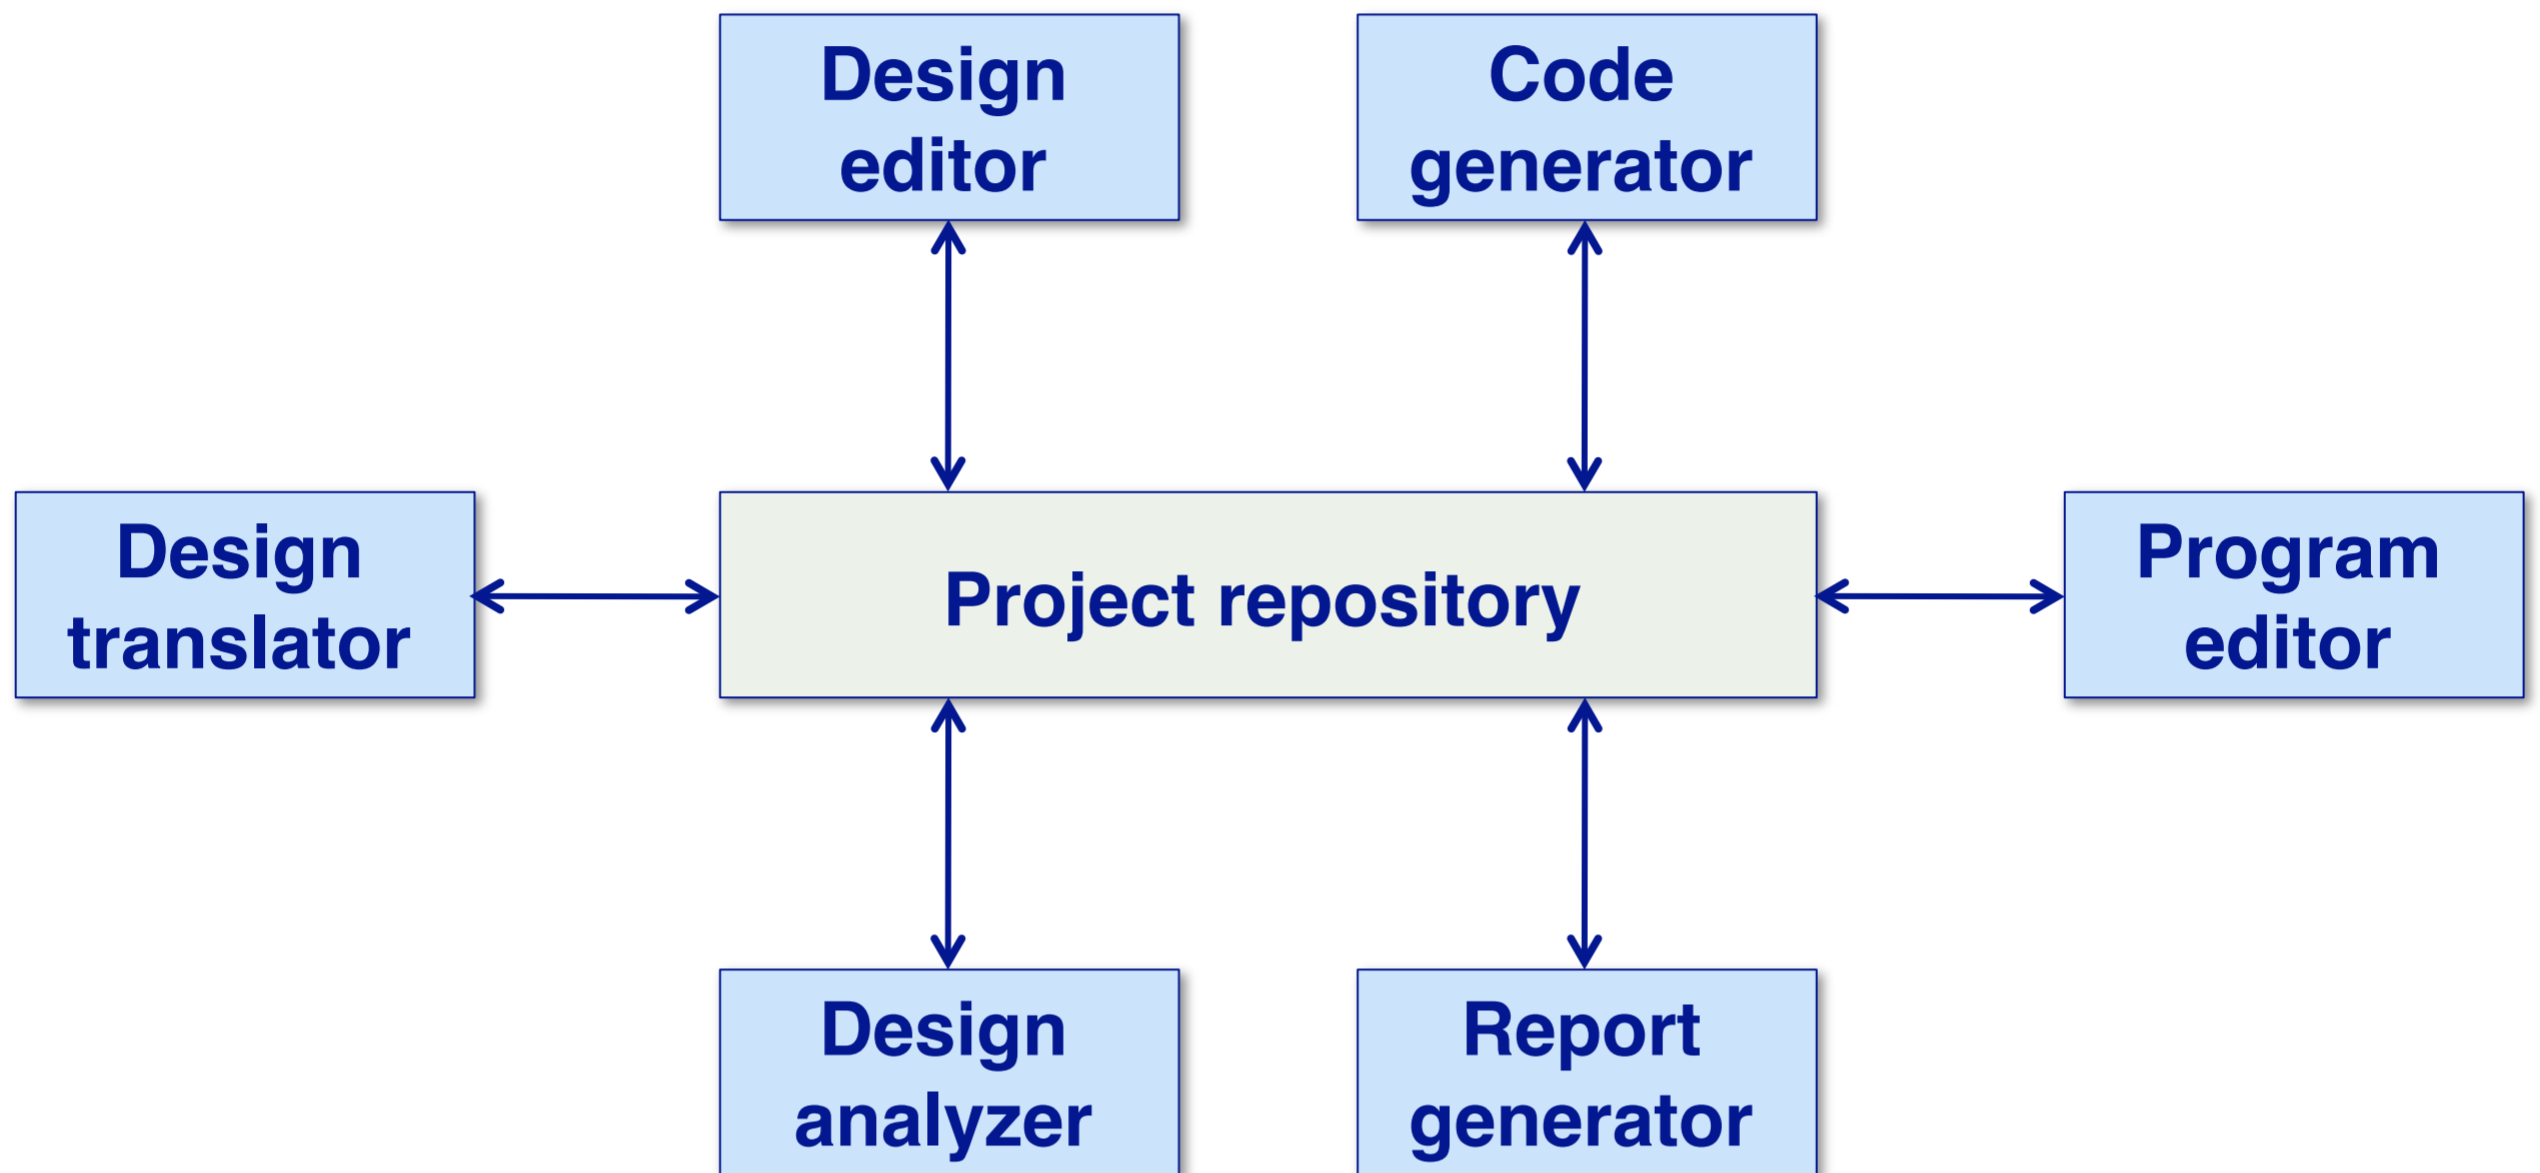 Design
editor
Code
generator
Design
translator
Project repository
Program
editor
Design
analyzer
Report
generator